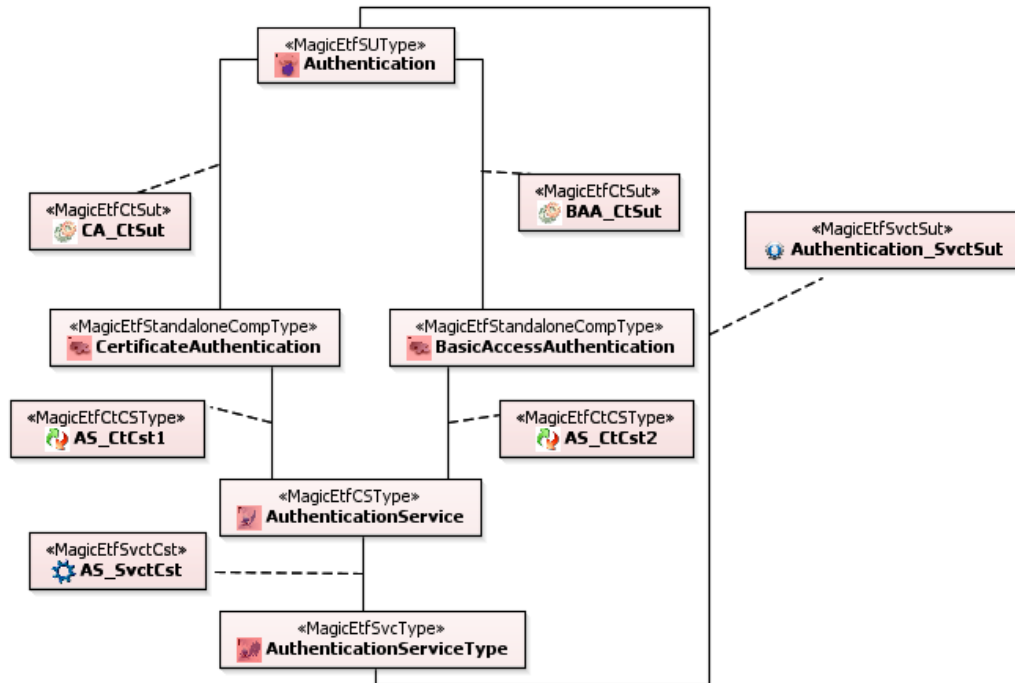 «MagicEtfSUType»
Authentication
«MagicEtfCtSut»
CA_CtSut
«MagicEtfCtSut»
BAA_CtSut
«MagicEtfSvctSut»
Authentication_SvctSut
«MagicEtfStandaloneCompType»
CertificateAuthentication
«MagicEtfStandaloneCompType»
BasicAccessAuthentication
«MagicEtfCtCSType»
AS_CtCst1
«MagicEtfCtCSType»
AS_CtCst2
«MagicEtfCSType»
AuthenticationService
«MagicEtfSvctCst»
AS_SvctCst
«MagicEtfSvcType»
AuthenticationServiceType